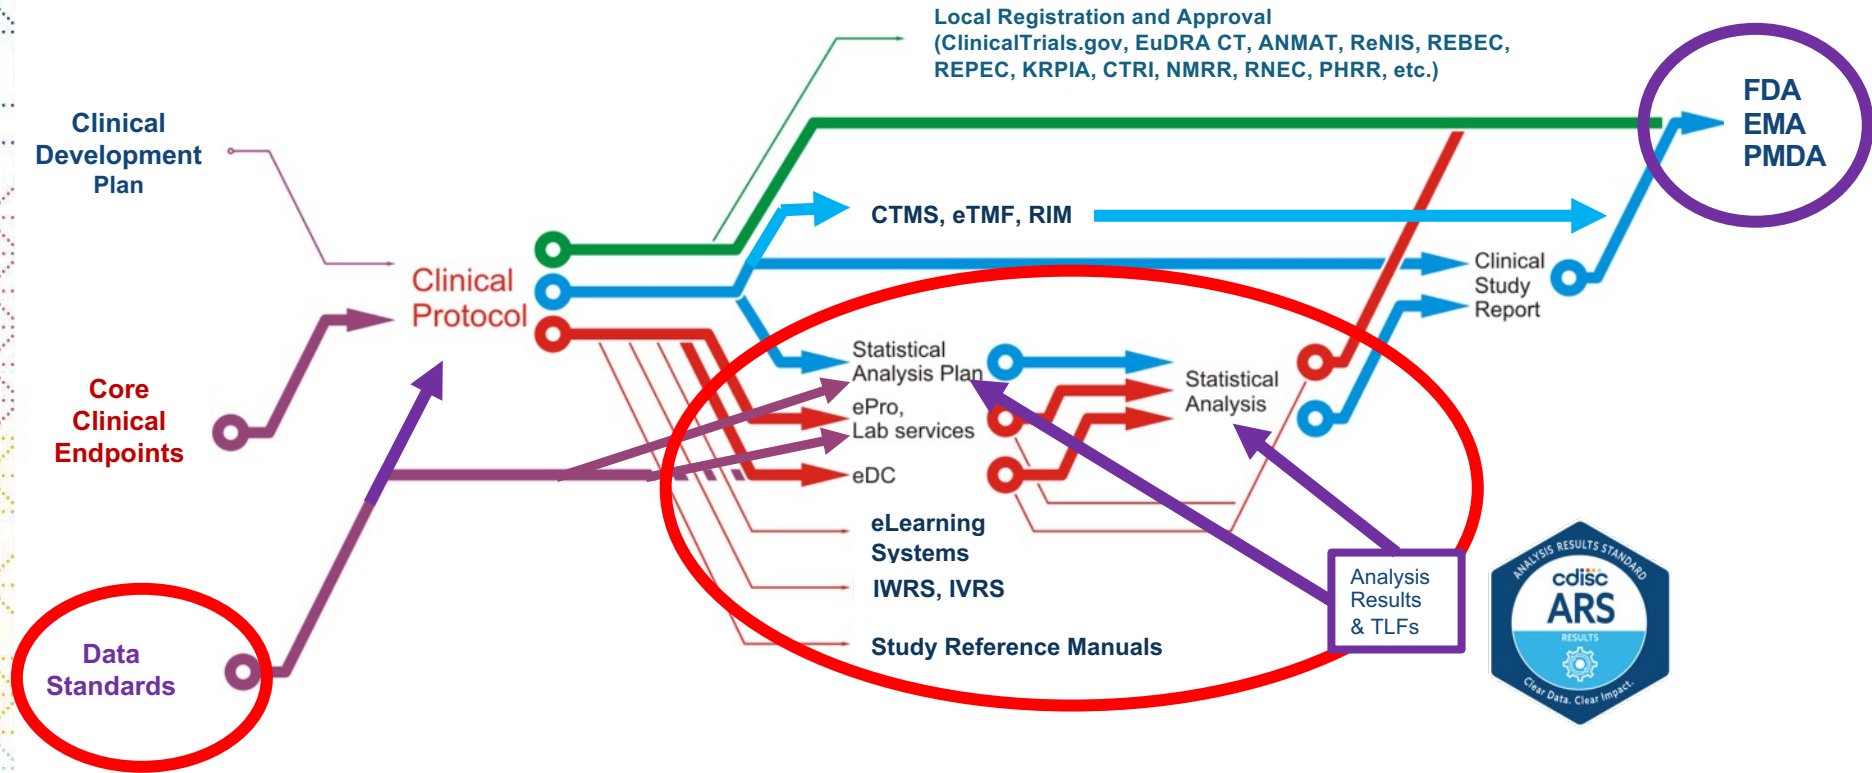 Local Registration and Approval
(ClinicalTrials.gov, EuDRA CT, ANMAT, ReNIS, REBEC,
REPEC, KRPIA, CTRI, NMRR, RNEC, PHRR, etc.)
FDA
EMA
PMDA
Clinical
Development
Plan
CTMS, eTMF, RIM
Clinical
Protocol
Clinical
Study
Report
Core
Clinical
Endpoints
Statistical
Analysis Plan
ePro,
Lab services
eDC
Statistical
Analysis
eLearning
Systems
IWRS, IVRS
Study Reference Manuals
Data
Standards
Analysis
Results
& TLFs
ANALYSIS RESULTS STANDARD
cdisc
ARS
RESULTS
Clear Data. Clear Impact.